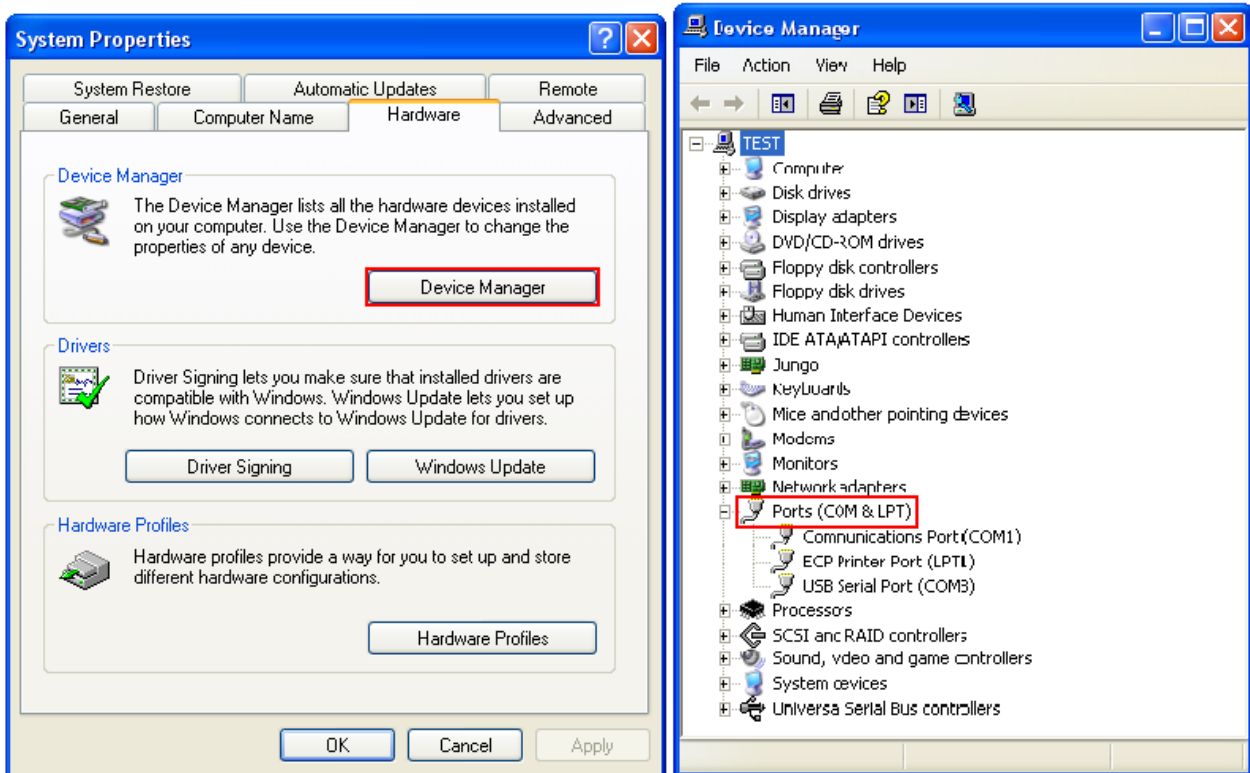 System Properties
System Restore
Automatic Updates
Remote
General
Computer Name
Hardware
Advanced
Device Manager
The Device Manager lists all the hardware devices installed
on your computer. Use the Device Manager to change the
properties of any device.
Device Manager
Drivers
Driver Signing lets you make sure that installed drivers are
compatible with Windows. Windows Update lets you set up
how Windows connects to Windows Update for drivers.
Driver Signing
Windows Update
Hardware Profiles
Hardware profiles provide a way for you to set up and store
different hardware configurations.
Hardware Profiles
OK
Cancel
Apply
Device Manager
File Action View Help
TEST
Computer
Disk drives
Display adapters
DVD/CD-ROM drives
Floppy disk controllers
Floppy disk drives
Human Interface Devices
IDE ATA/ATAPI controllers
Jungo
Keyboards
Mice and other pointing devices
Modems
Monitors
Network adapters
Ports (COM & LPT)
Communications Port (COM1)
ECP Printer Port (LPT1)
USB Serial Port (COM3)
Processors
SCSI and RAID controllers
Sound, video and game controllers
System devices
Universal Serial Bus controllers